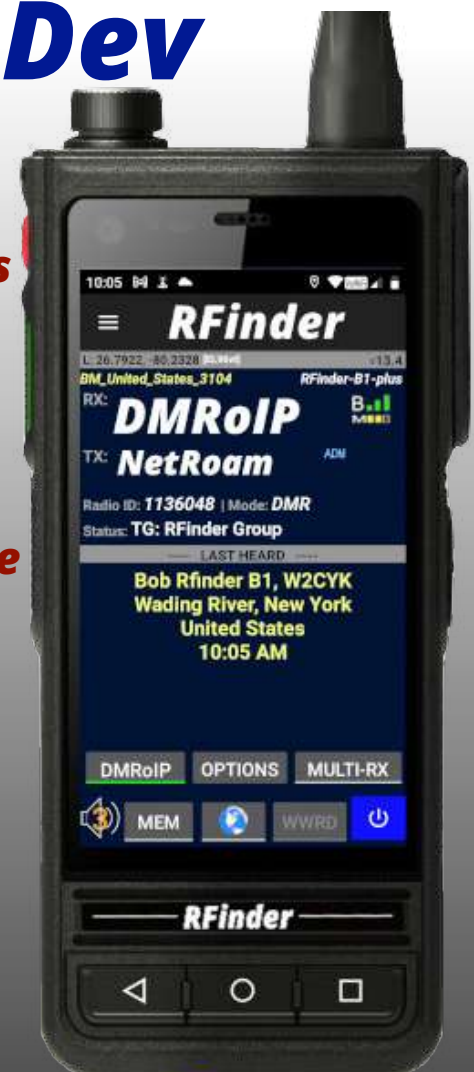 Dev
s
e
10:05
RFinder
L: 26.7922, -80.2328
v13.4
BM_United_States_3104 RFinder-B1-plus
RX: DMRoIP B
M
TX: NetRoam ADM
Radio ID: 1136048 | Mode: DMR
Status: TG: RFinder Group
---- LAST HEARD ----
Bob Rfinder B1, W2CYK
Wading River, New York
United States
10:05 AM
DMRoIP OPTIONS MULTI-RX
3 MEM WWRD
RFinder